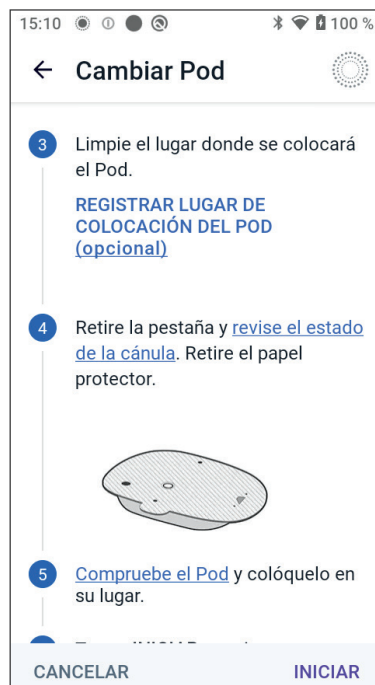 15:10 100 %
Cambiar Pod
3 Limpie el lugar donde se colocará
el Pod.
REGISTRAR LUGAR DE
COLOCACIÓN DEL POD
(opcional)
4 Retire la pestaña y revise el estado
de la cánula. Retire el papel
protector.
5 Compruebe el Pod y colóquelo en
su lugar.
CANCELAR INICIAR